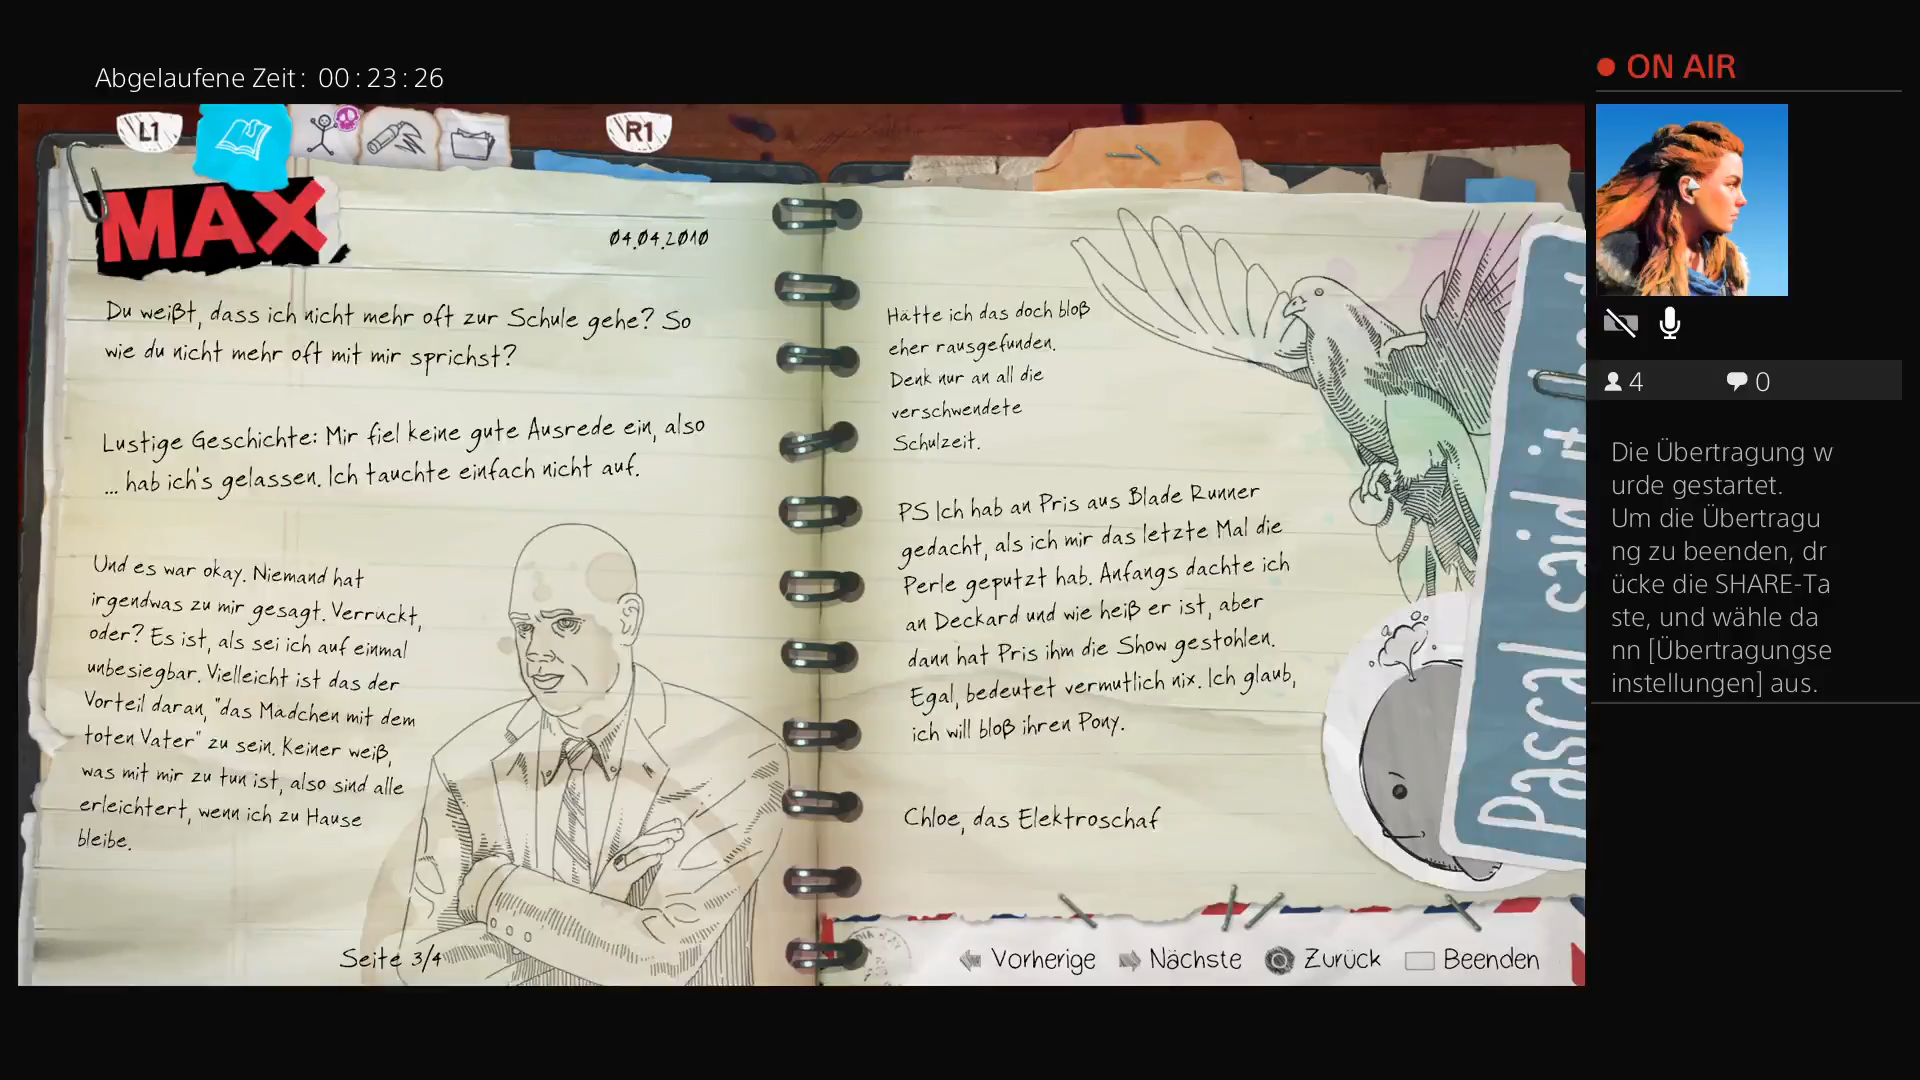 Abgelaufene Zeit: 00:23:26
ON AIR
L1
R1
MAX
04.04.2010
Du weißt, dass ich nicht mehr oft zur Schule gehe? So
wie du nicht mehr oft mit mir sprichst?
Lustige Geschichte: Mir fiel keine gute Ausrede ein, also
... hab ich's gelassen. Ich tauchte einfach nicht auf.
Und es war okay. Niemand hat
irgendwas zu mir gesagt. Verrückt,
oder? Es ist, als sei ich auf einmal
unbesiegbar. Vielleicht ist das der
Vorteil daran, "das Mädchen mit dem
toten Vater" zu sein. Keiner weiß,
was mit mir zu tun ist, also sind alle
erleichtert, wenn ich zu Hause
bleibe.
Seite 3/4
Hätte ich das doch bloß
eher rausgefunden.
Denk nur an all die
verschwendete
Schulzeit.
PS Ich hab an Pris aus Blade Runner
gedacht, als ich mir das letzte Mal die
Perle geputzt hab. Anfangs dachte ich
an Deckard und wie heiß er ist, aber
dann hat Pris ihm die Show gestohlen.
Egal, bedeutet vermutlich nix. Ich glaub,
ich will bloß ihren Pony.
Chloe, das Elektroschaf
Pascal said it
Vorherige
Nächste
Zurück
Beenden
4
0
Die Übertragung w
urde gestartet.
Um die Übertragu
ng zu beenden, dr
ücke die SHARE-Ta
ste, und wähle da
nn [Übertragungse
instellungen] aus.